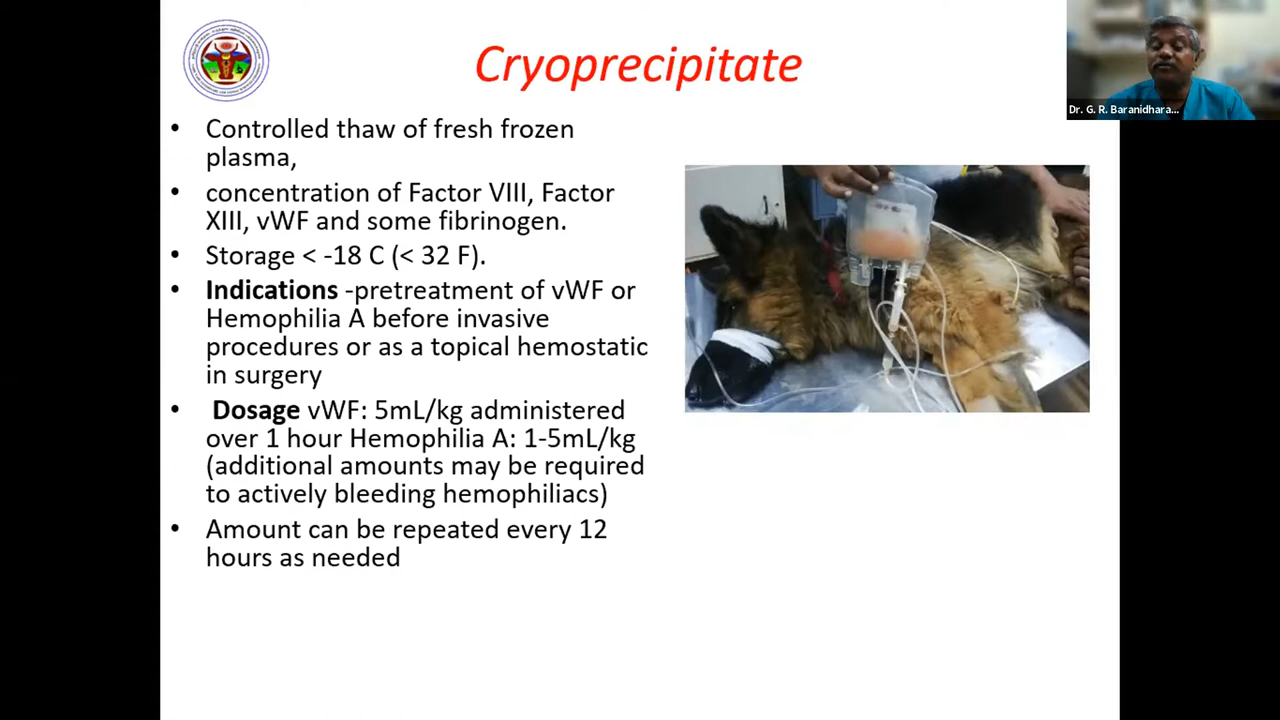 Cryoprecipitate
Dr. G. R. Baranidhara...
• Controlled thaw of fresh frozen
plasma,
• concentration of Factor VIII, Factor
XIII, vWF and some fibrinogen.
• Storage < -18 C (< 32 F).
• Indications -pretreatment of vWF or
Hemophilia A before invasive
procedures or as a topical hemostatic
in surgery
• Dosage vWF: 5mL/kg administered
over 1 hour Hemophilia A: 1-5mL/kg
(additional amounts may be required
to actively bleeding hemophiliacs)
• Amount can be repeated every 12
hours as needed